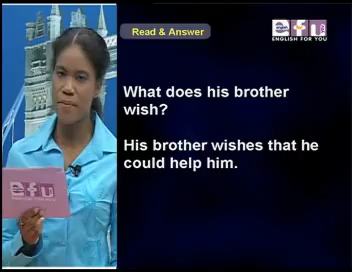 Read & Answer
efu
ENGLISH FOR YOU
What does his brother
wish?
His brother wishes that he
could help him.
efu